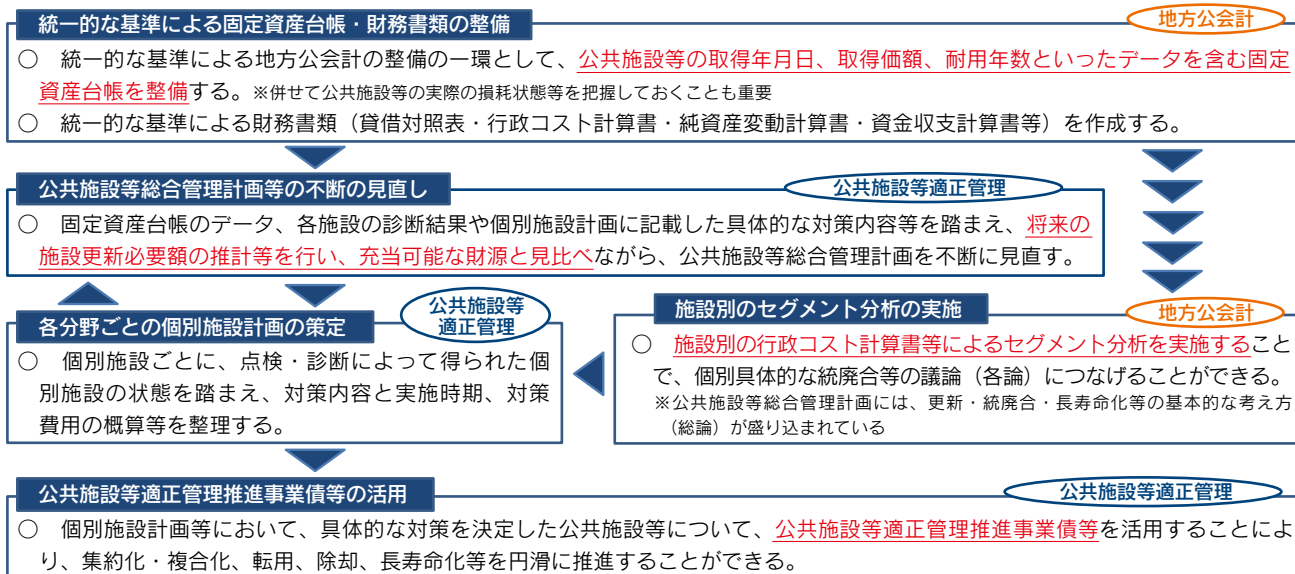 統一的な基準による固定資産台帳・財務書類の整備
地方公会計
○ 統一的な基準による地方公会計の整備の一環として、公共施設等の取得年月日、取得価額、耐用年数といったデータを含む固定
資産台帳を整備する。※併せて公共施設等の実際の損耗状態等を把握しておくことも重要
○ 統一的な基準による財務書類（貸借対照表・行政コスト計算書・純資産変動計算書・資金収支計算書等）を作成する。
公共施設等総合管理計画等の不断の見直し
公共施設等適正管理
○ 固定資産台帳のデータ、各施設の診断結果や個別施設計画に記載した具体的な対策内容等を踏まえ、将来の
施設更新必要額の推計等を行い、充当可能な財源と見比べながら、公共施設等総合管理計画を不断に見直す。
各分野ごとの個別施設計画の策定
公共施設等
適正管理
○ 個別施設ごとに、点検・診断によって得られた個
別施設の状態を踏まえ、対策内容と実施時期、対策
費用の概算等を整理する。
施設別のセグメント分析の実施
地方公会計
○ 施設別の行政コスト計算書等によるセグメント分析を実施すること
で、個別具体的な統廃合等の議論（各論）につなげることができる。
※公共施設等総合管理計画には、更新・統廃合・長寿命化等の基本的な考え方
（総論）が盛り込まれている
公共施設等適正管理推進事業債等の活用
公共施設等適正管理
○ 個別施設計画等において、具体的な対策を決定した公共施設等について、公共施設等適正管理推進事業債等を活用することによ
り、集約化・複合化、転用、除却、長寿命化等を円滑に推進することができる。